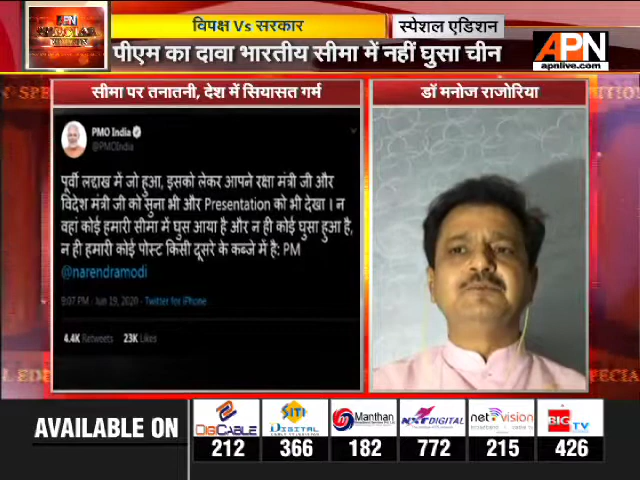 APN
SPECIAL
EDITION
विपक्ष Vs सरकार
स्पेशल एडिशन
पीएम का दावा भारतीय सीमा में नहीं घुसा चीन
APN
apnlive.com
सीमा पर तनातनी, देश में सियासत गर्म
डॉ मनोज राजोरिया
PMO India
@PMOIndia
पूर्वी लद्दाख में जो हुआ, इसको लेकर आपने रक्षा मंत्री जी और
विदेश मंत्री जी को सुना भी और Presentation को भी देखा । न
वहां कोई हमारी सीमा में घुस आया है और न ही कोई घुसा हुआ है,
न ही हमारी कोई पोस्ट किसी दूसरे के कब्जे में है: PM
@narendramodi
9:07 PM · Jun 19, 2020 · Twitter for iPhone
4.4K Retweets 23K Likes
AVAILABLE ON
DIGICABLE
SITI
DIGITAL
Manthan
NXT DIGITAL
net vision
BIG
TV
212 366 182 772 215 426